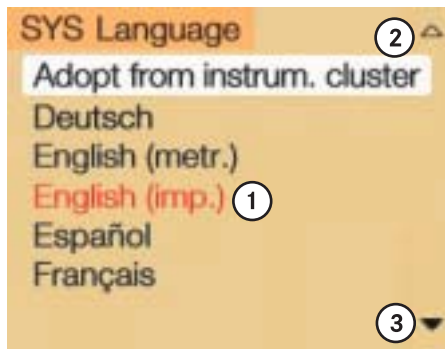 SYS Language
2
Adopt from instrum. cluster
Deutsch
English (metr.)
English (imp.) 1
Español
Français
3